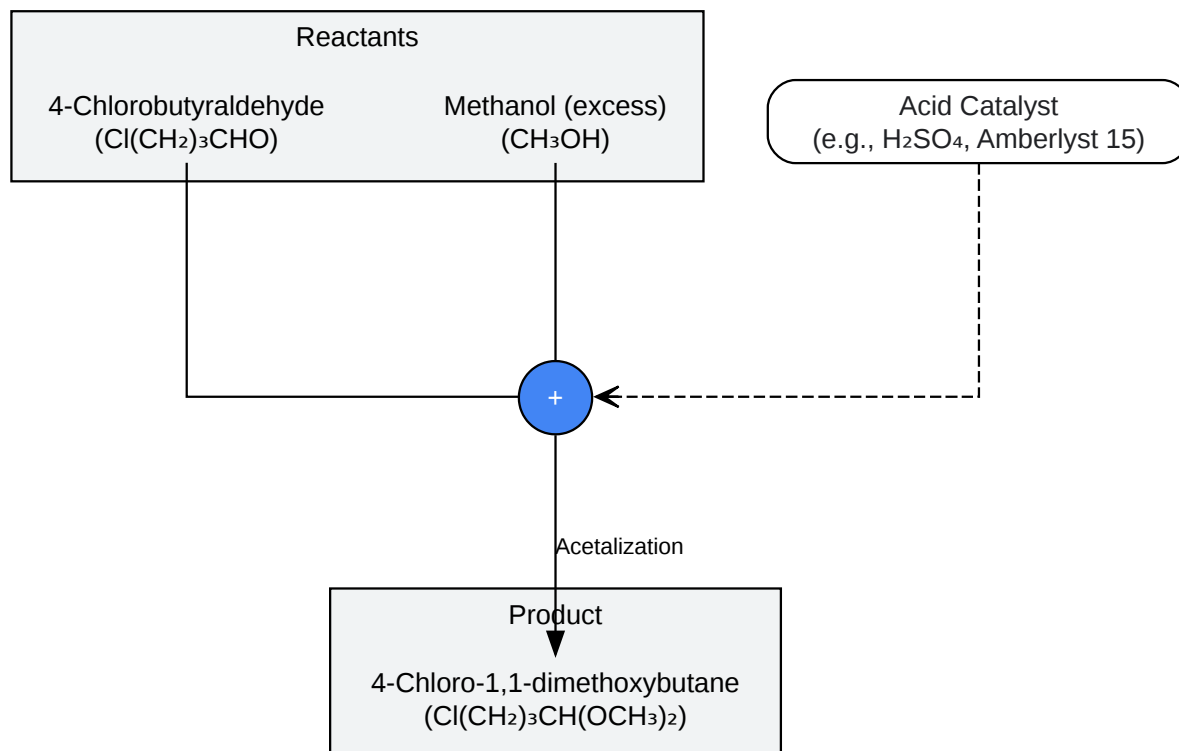 Reactants
4-Chlorobutyraldehyde
(Cl(CH₂)₃CHO)
Methanol (excess)
(CH₃OH)
Acid Catalyst
(e.g., H₂SO₄, Amberlyst 15)
+
Acetalization
Product
4-Chloro-1,1-dimethoxybutane
(Cl(CH₂)₃CH(OCH₃)₂)